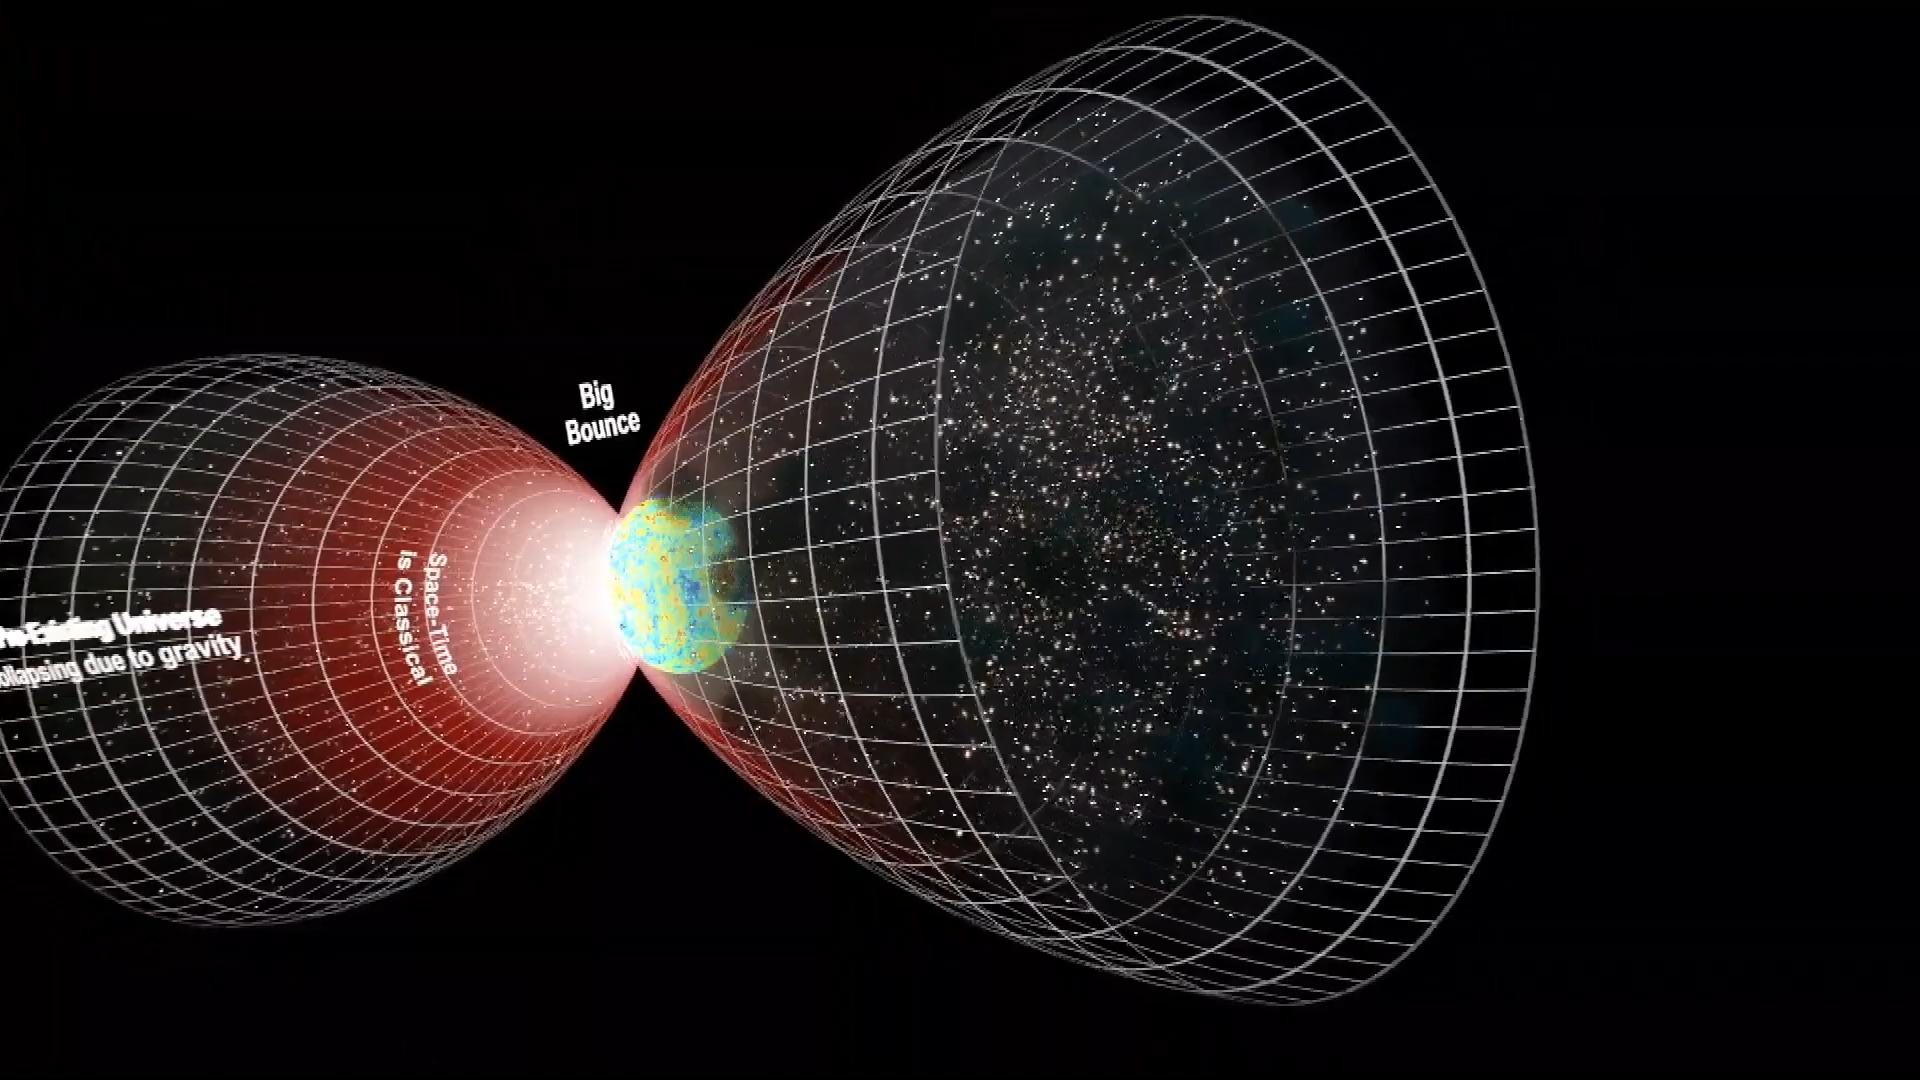 Big
Bounce
Space-Time
is Classical
Universe
due to gravity